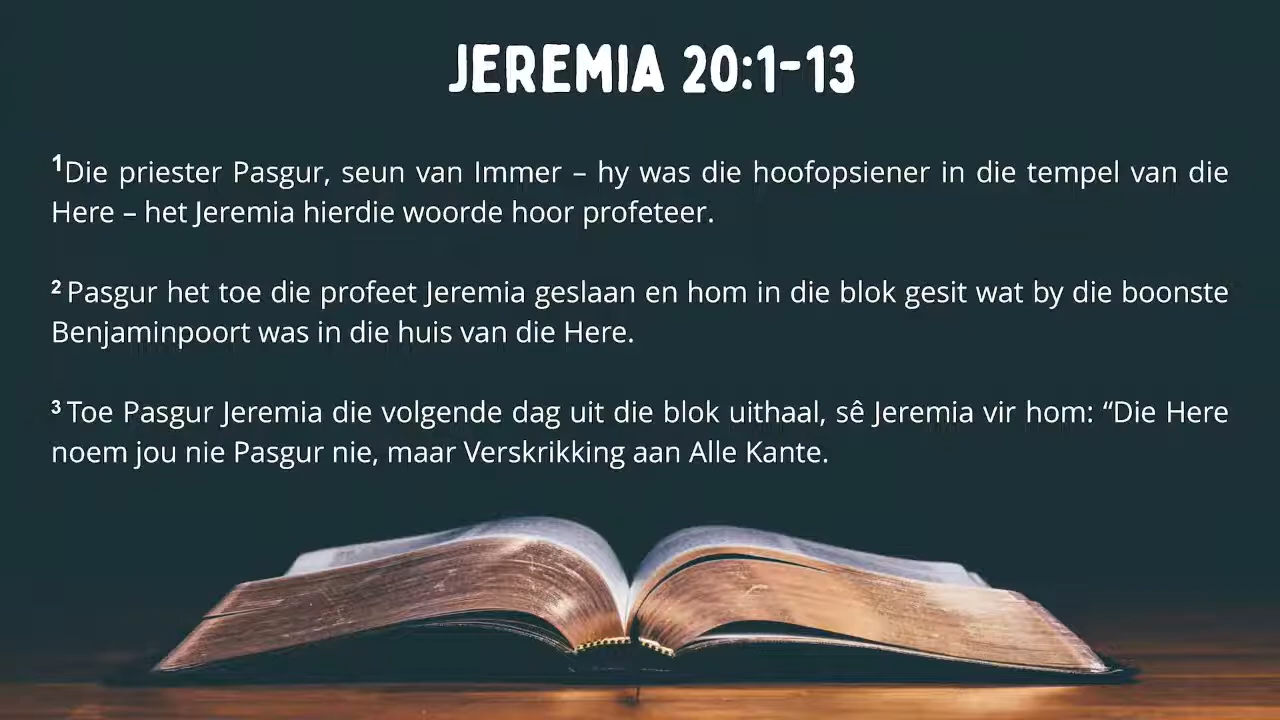 JEREMIA 20:1-13
1Die priester Pasgur, seun van Immer – hy was die hoofopsiener in die tempel van die
Here – het Jeremia hierdie woorde hoor profeteer.
2 Pasgur het toe die profeet Jeremia geslaan en hom in die blok gesit wat by die boonste
Benjaminpoort was in die huis van die Here.
3 Toe Pasgur Jeremia die volgende dag uit die blok uithaal, sê Jeremia vir hom: “Die Here
noem jou nie Pasgur nie, maar Verskrikking aan Alle Kante.